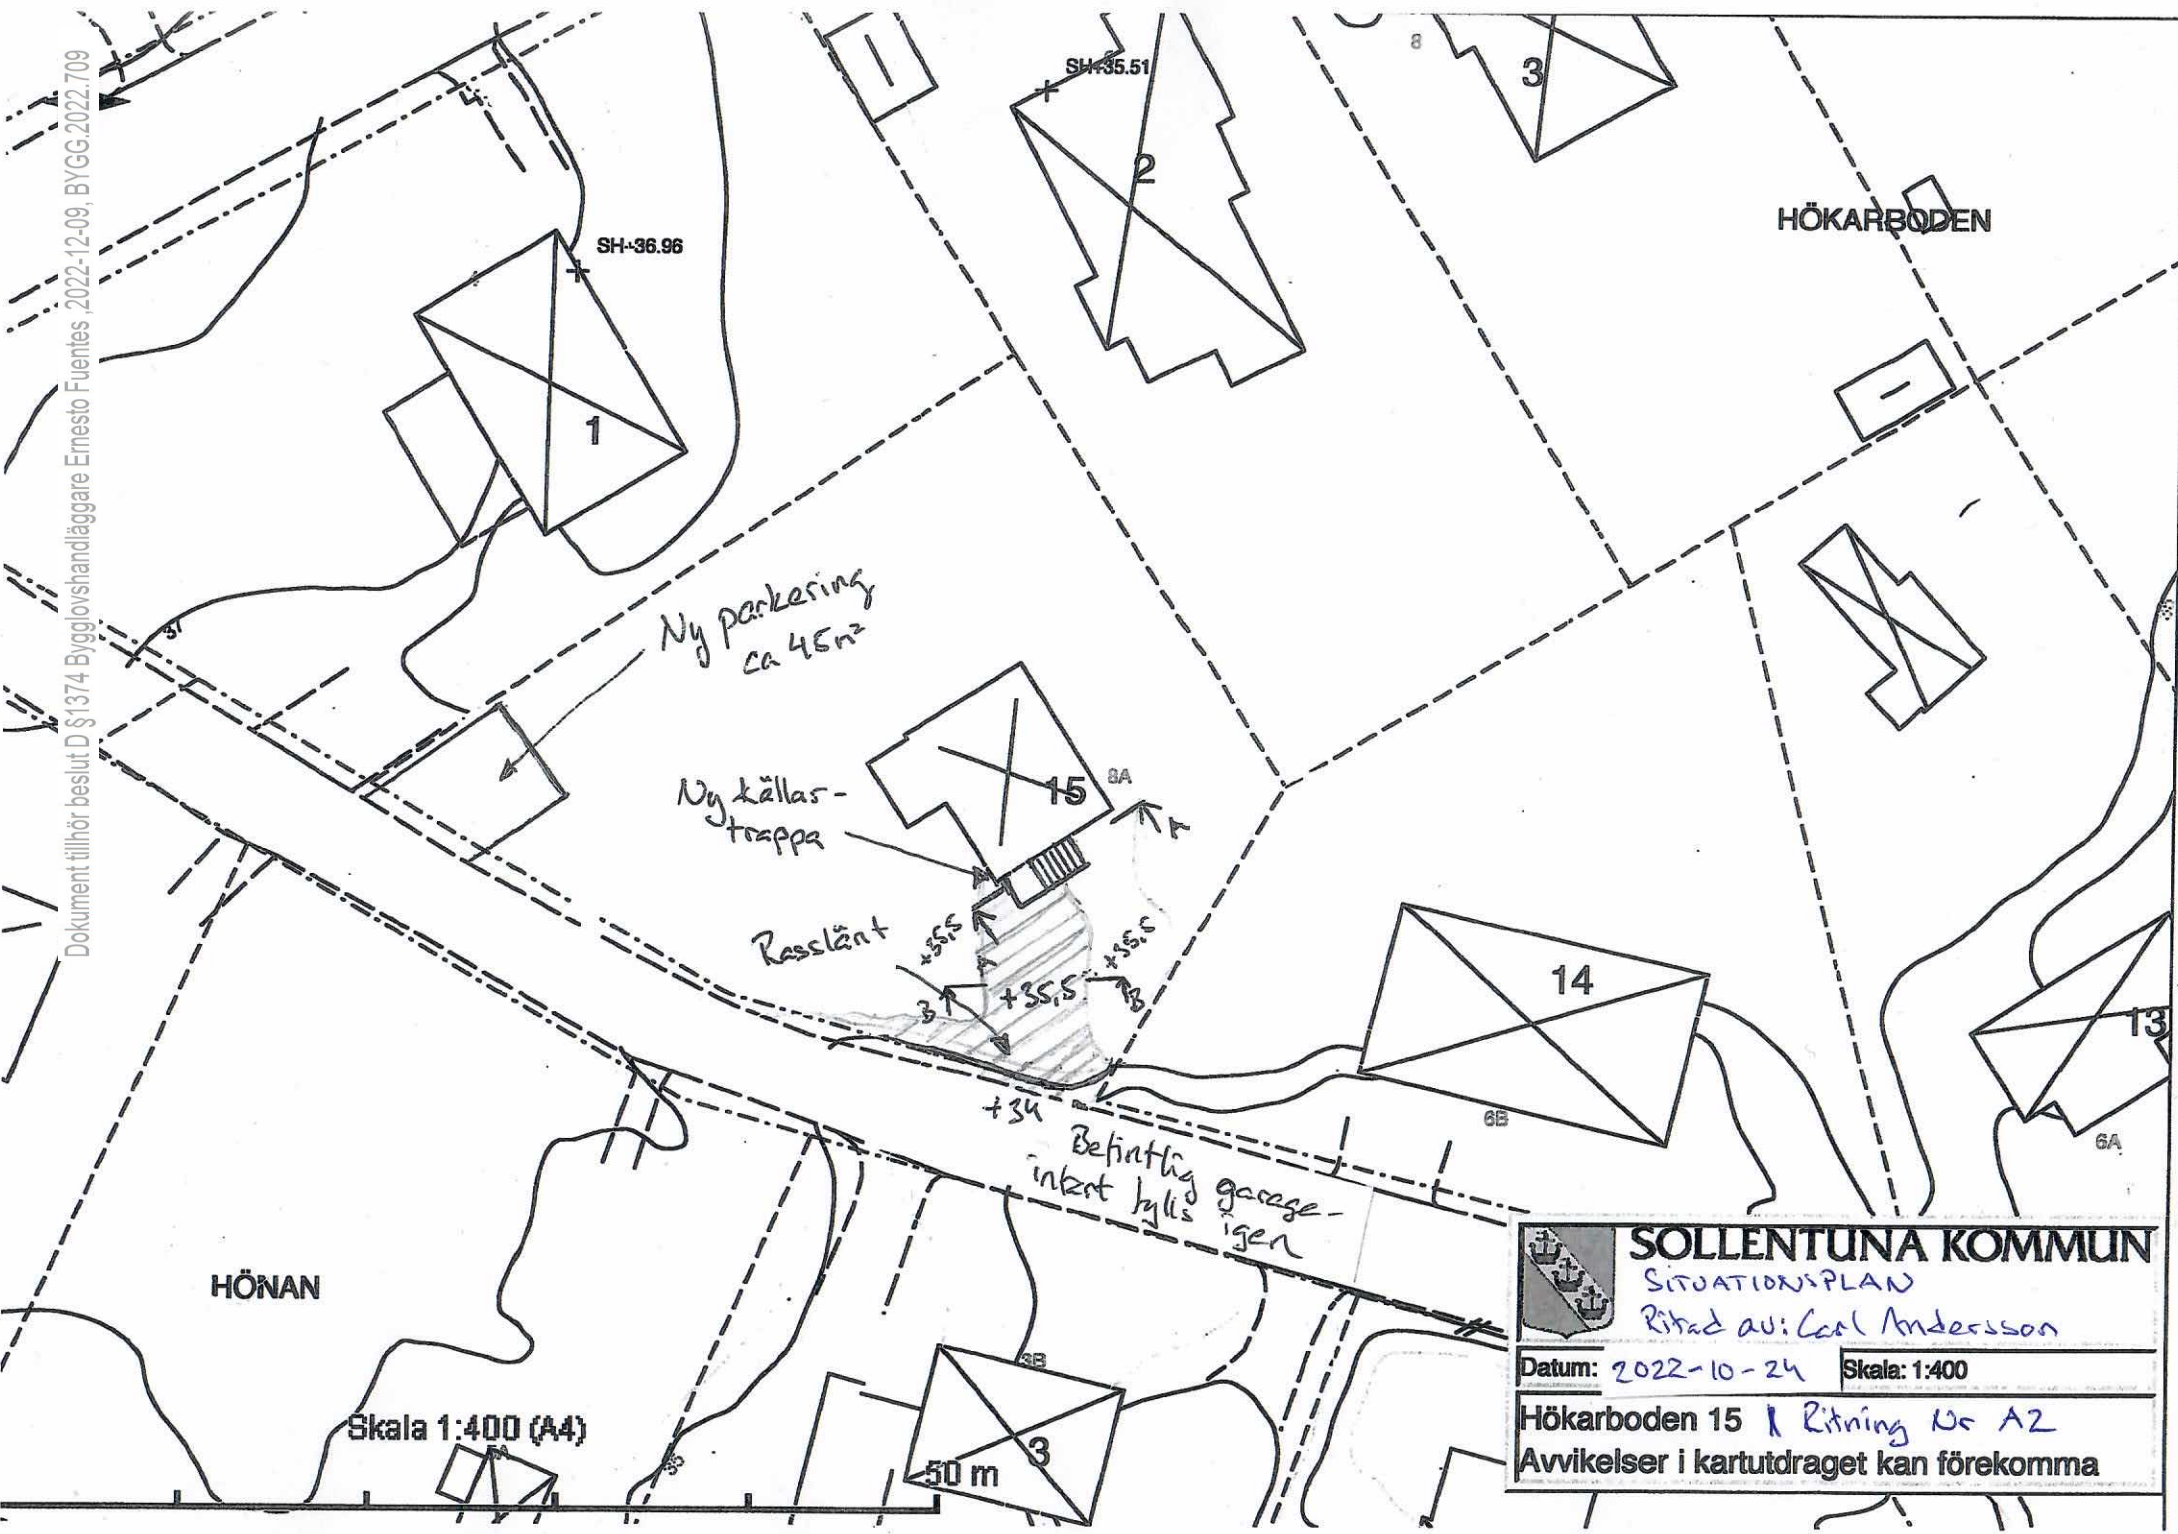 Dokument tillhör beslut D §1374 Bygglovshandläggare Ernesto Fuentes ,2022-12-09, BYGG.2022.709
SH+35.51
8
3
2
HÖKARBODEN
SH+36.96
1
37
Ny parkering
ca 45m²
Ny källar-
trappa
15
8A
A
Rasslänt
+35,5
+35,5
A
B
+35,5
B
14
13
+34
6B
6A
Befintlig garage-
infart fylls igen
HÖNAN
3B
3
Skala 1:400 (A4)
50 m
SOLLENTUNA KOMMUN
SITUATIONSPLAN
Ritad av: Carl Andersson
Datum: 2022-10-24 Skala: 1:400
Hökarboden 15 Ritning Nr A2
Avvikelser i kartutdraget kan förekomma